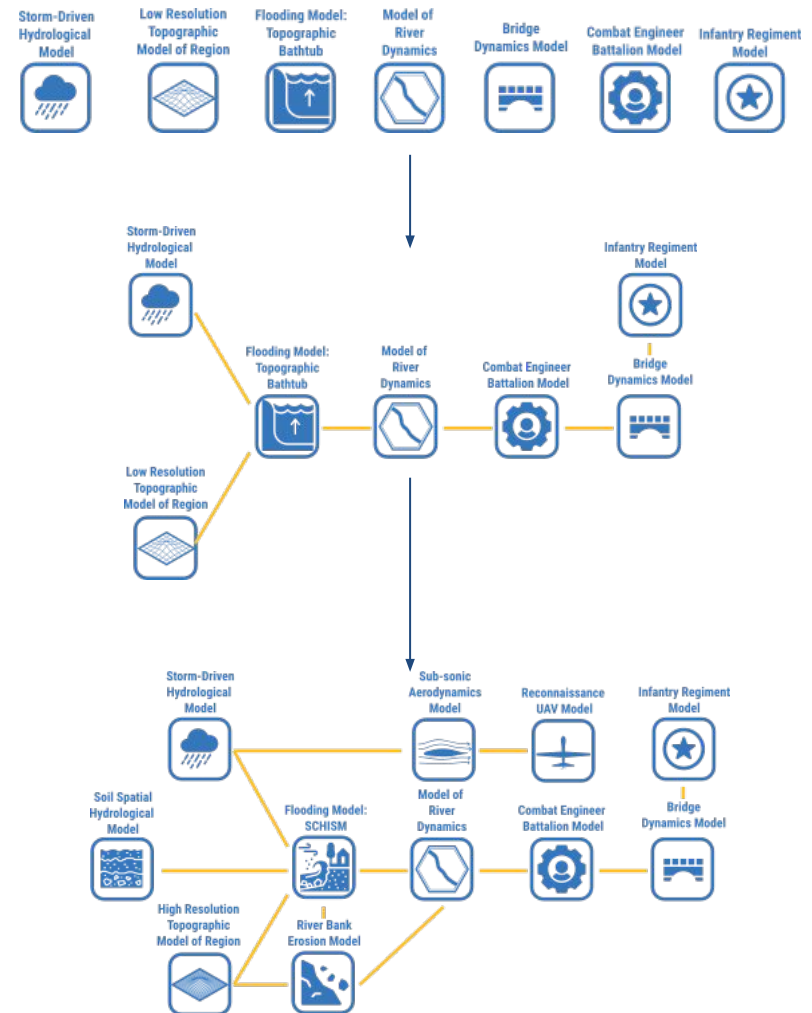 Storm-Driven
Hydrological
Model
Low Resolution
Topographic
Model of Region
Flooding Model:
Topographic
Bathtub
Model of
River
Dynamics
Bridge
Dynamics Model
Combat Engineer
Battalion Model
Infantry Regiment
Model
Storm-Driven
Hydrological
Model
Infantry Regiment
Model
Flooding Model:
Topographic
Bathtub
Model of
River
Dynamics
Combat Engineer
Battalion Model
Bridge
Dynamics Model
Low Resolution
Topographic
Model of Region
Storm-Driven
Hydrological
Model
Sub-sonic
Aerodynamics
Model
Reconnaissance
UAV Model
Infantry Regiment
Model
Soil Spatial
Hydrological
Model
Flooding Model:
SCHISM
Model of
River
Dynamics
Combat Engineer
Battalion Model
Bridge
Dynamics Model
High Resolution
Topographic
Model of Region
River Bank
Erosion Model